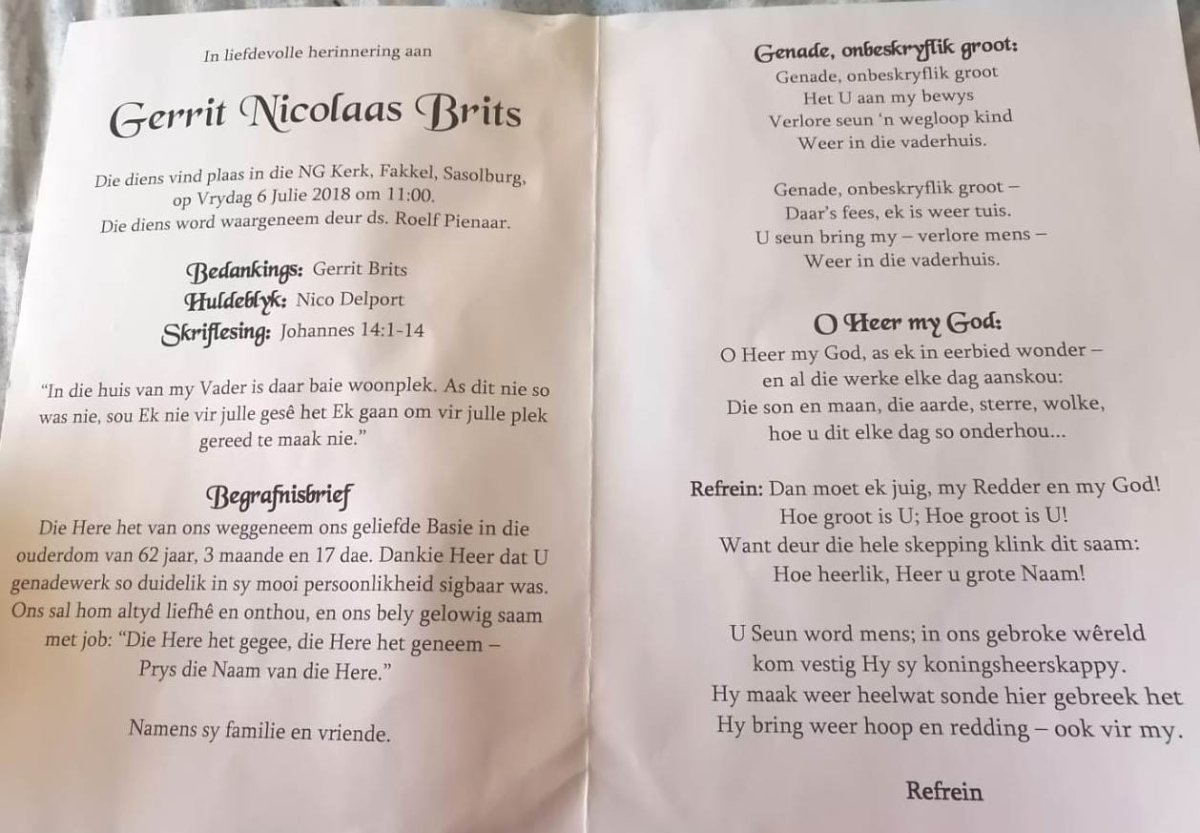 In liefdevolle herinnering aan
Gerrit Nicolaas Brits
Die diens vind plaas in die NG Kerk, Fakkel, Sasolburg,
op Vrydag 6 Julie 2018 om 11:00.
Die diens word waargeneem deur ds. Roelf Pienaar.
Bedankings: Gerrit Brits
Huldeblyk: Nico Delport
Skriflesing: Johannes 14:1-14
“In die huis van my Vader is daar baie woonplek. As dit nie so
was nie, sou Ek nie vir julle gesê het Ek gaan om vir julle plek
gereed te maak nie.”
Begrafnisbrief
Die Here het van ons weggeneem ons geliefde Basie in die
ouderdom van 62 jaar, 3 maande en 17 dae. Dankie Heer dat U
genadewerk so duidelik in sy mooi persoonlikheid sigbaar was.
Ons sal hom altyd liefhê en onthou, en ons bely gelowig saam
met job: “Die Here het gegee, die Here het geneem –
Prys die Naam van die Here.”
Namens sy familie en vriende.
Genade, onbeskryflik groot:
Genade, onbeskryflik groot
Het U aan my bewys
Verlore seun ‘n wegloop kind
Weer in die vaderhuis.
Genade, onbeskryflik groot –
Daar’s fees, ek is weer tuis.
U seun bring my – verlore mens –
Weer in die vaderhuis.
O Heer my God:
O Heer my God, as ek in eerbied wonder –
en al die werke elke dag aanskou:
Die son en maan, die aarde, sterre, wolke,
hoe u dit elke dag so onderhou...
Refrein: Dan moet ek juig, my Redder en my God!
Hoe groot is U; Hoe groot is U!
Want deur die hele skepping klink dit saam:
Hoe heerlik, Heer u grote Naam!
U Seun word mens; in ons gebroke wêreld
kom vestig Hy sy koningsheerskappy.
Hy maak weer heelwat sonde hier gebreek het
Hy bring weer hoop en redding – ook vir my.
Refrein